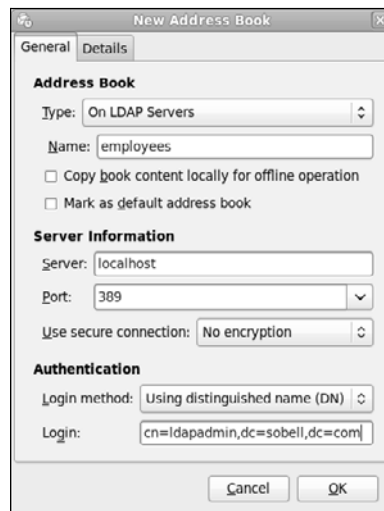 New Address Book
General Details
Address Book
Type: On LDAP Servers
Name: employees
Copy book content locally for offline operation
Mark as default address book
Server Information
Server: localhost
Port: 389
Use secure connection: No encryption
Authentication
Login method: Using distinguished name (DN)
Login: cn=ldapadmin,dc=sobell,dc=com
Cancel OK